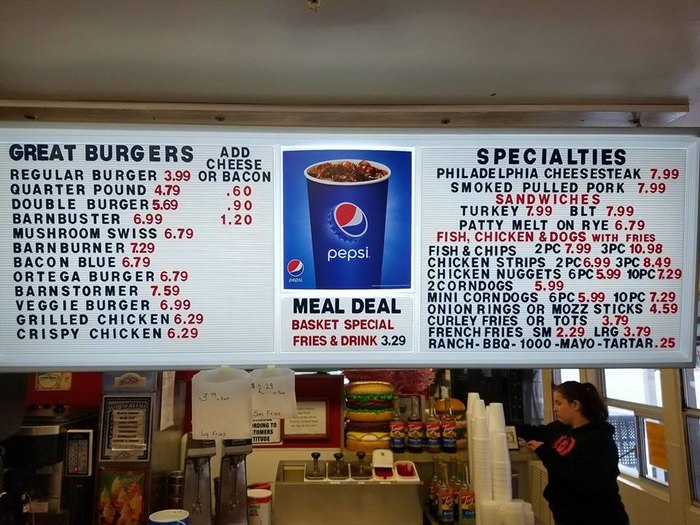 GREAT BURGERS
ADD
CHEESE
OR BACON
REGULAR BURGER 3.99
QUARTER POUND 4.79 .60
DOUBLE BURGER 5.69 .90
BARNBUSTER 6.99 1.20
MUSHROOM SWISS 6.79
BARNBURNER 7.29
BACON BLUE 6.79
ORTEGA BURGER 6.79
BARNSTORMER 7.59
VEGGIE BURGER 6.99
GRILLED CHICKEN 6.29
CRISPY CHICKEN 6.29
pepsi
pepsi
MEAL DEAL
BASKET SPECIAL
FRIES & DRINK 3.29
SPECIALTIES
PHILADELPHIA CHEESESTEAK 7.99
SMOKED PULLED PORK 7.99
SANDWICHES
TURKEY 7.99 BLT 7.99
PATTY MELT ON RYE 6.79
FISH, CHICKEN & DOGS WITH FRIES
FISH & CHIPS 2PC 7.99 3PC 10.98
CHICKEN STRIPS 2PC 6.99 3PC 8.49
CHICKEN NUGGETS 6PC 5.99 10PC 7.29
2 CORNDOGS 5.99
MINI CORNDOGS 6PC 5.99 10PC 7.29
ONION RINGS OR MOZZ STICKS 4.59
CURLEY FRIES OR TOTS 3.79
FRENCH FRIES SM 2.29 LRG 3.79
RANCH-BBQ-1000-MAYO-TARTAR .25
Lg fries
Sm. Fries
RDING TO
TOMERS
TITUDE